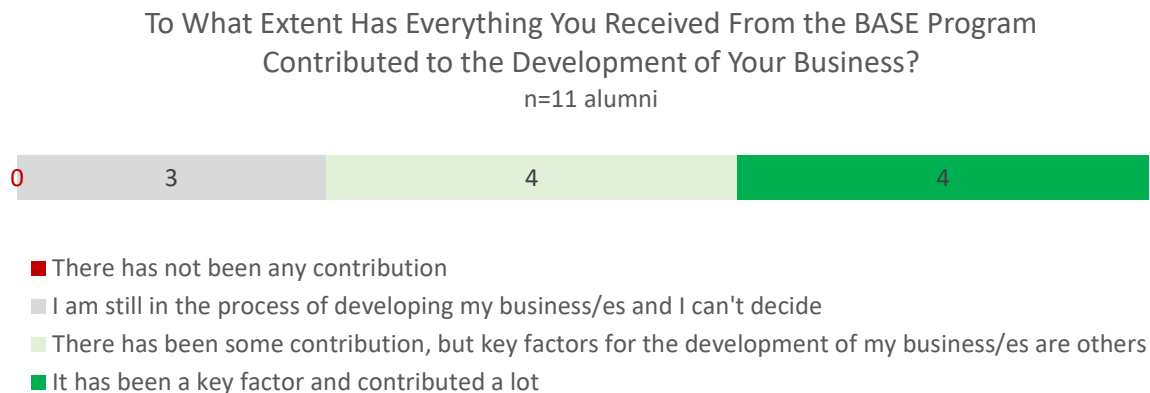 To What Extent Has Everything You Received From the BASE Program
Contributed to the Development of Your Business?
n=11 alumni
0 3 4 4
There has not been any contribution
I am still in the process of developing my business/es and I can't decide
There has been some contribution, but key factors for the development of my business/es are others
It has been a key factor and contributed a lot